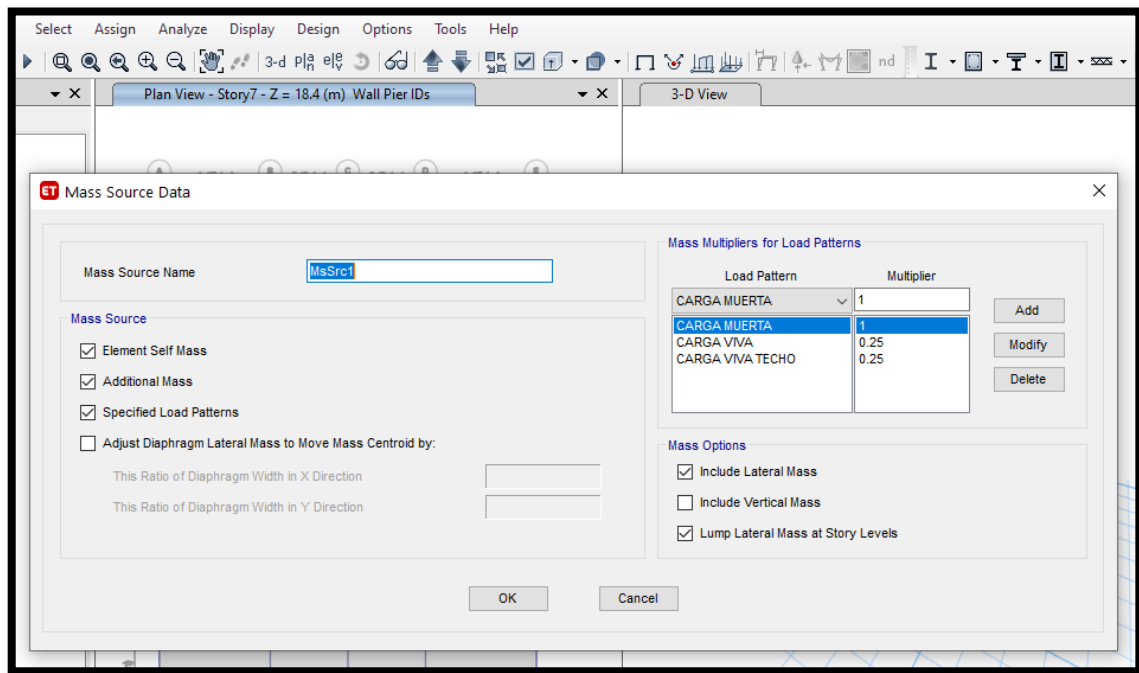 Select Assign Analyze Display Design Options Tools Help
3-d nd
Plan View - Story7 - Z = 18.4 (m) Wall Pier IDs
3-D View
ET Mass Source Data
Mass Source Name MsSrc1
Mass Source
Element Self Mass
Additional Mass
Specified Load Patterns
Adjust Diaphragm Lateral Mass to Move Mass Centroid by:
This Ratio of Diaphragm Width in X Direction
This Ratio of Diaphragm Width in Y Direction
Mass Multipliers for Load Patterns
Load Pattern Multiplier
CARGA MUERTA 1
CARGA MUERTA 1
CARGA VIVA 0.25
CARGA VIVA TECHO 0.25
Add
Modify
Delete
Mass Options
Include Lateral Mass
Include Vertical Mass
Lump Lateral Mass at Story Levels
OK Cancel